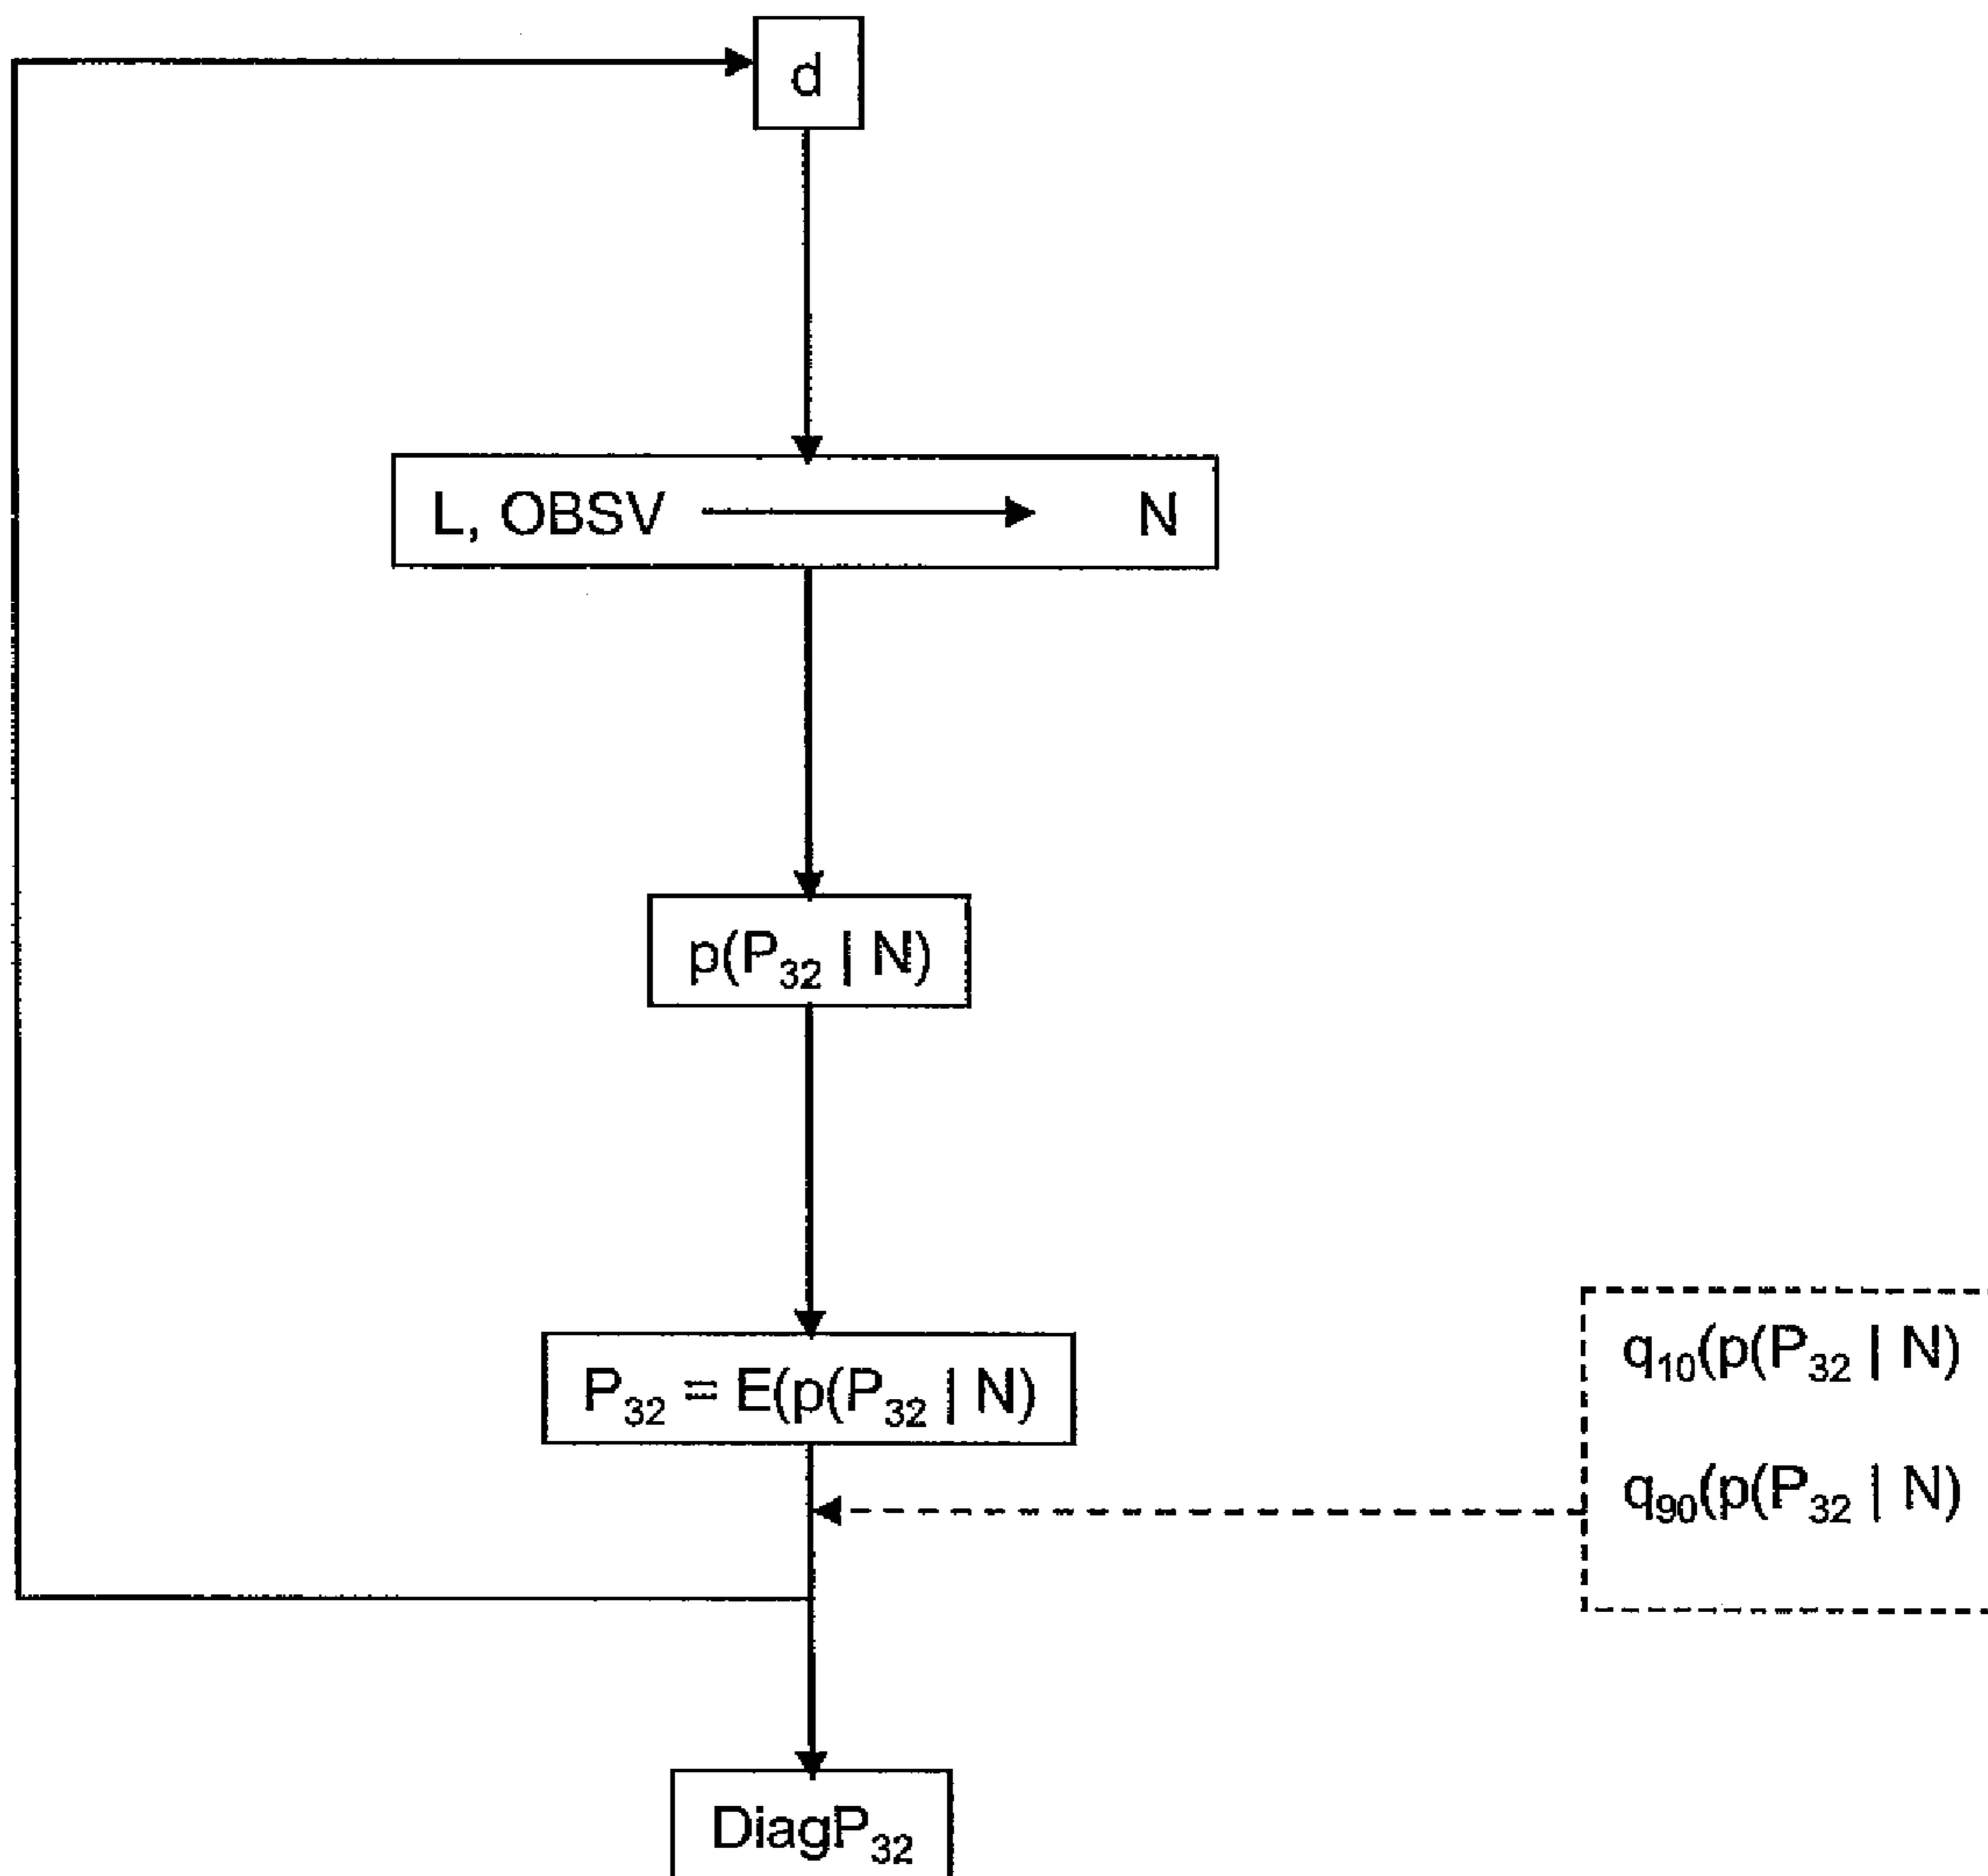 d
L, OBSV → N
p(P₃₂ | N)
P₃₂ = E(p(P₃₂ | N)
q₁₀(p(P₃₂ | N)
q₉₀(p(P₃₂ | N)
DiagP₃₂